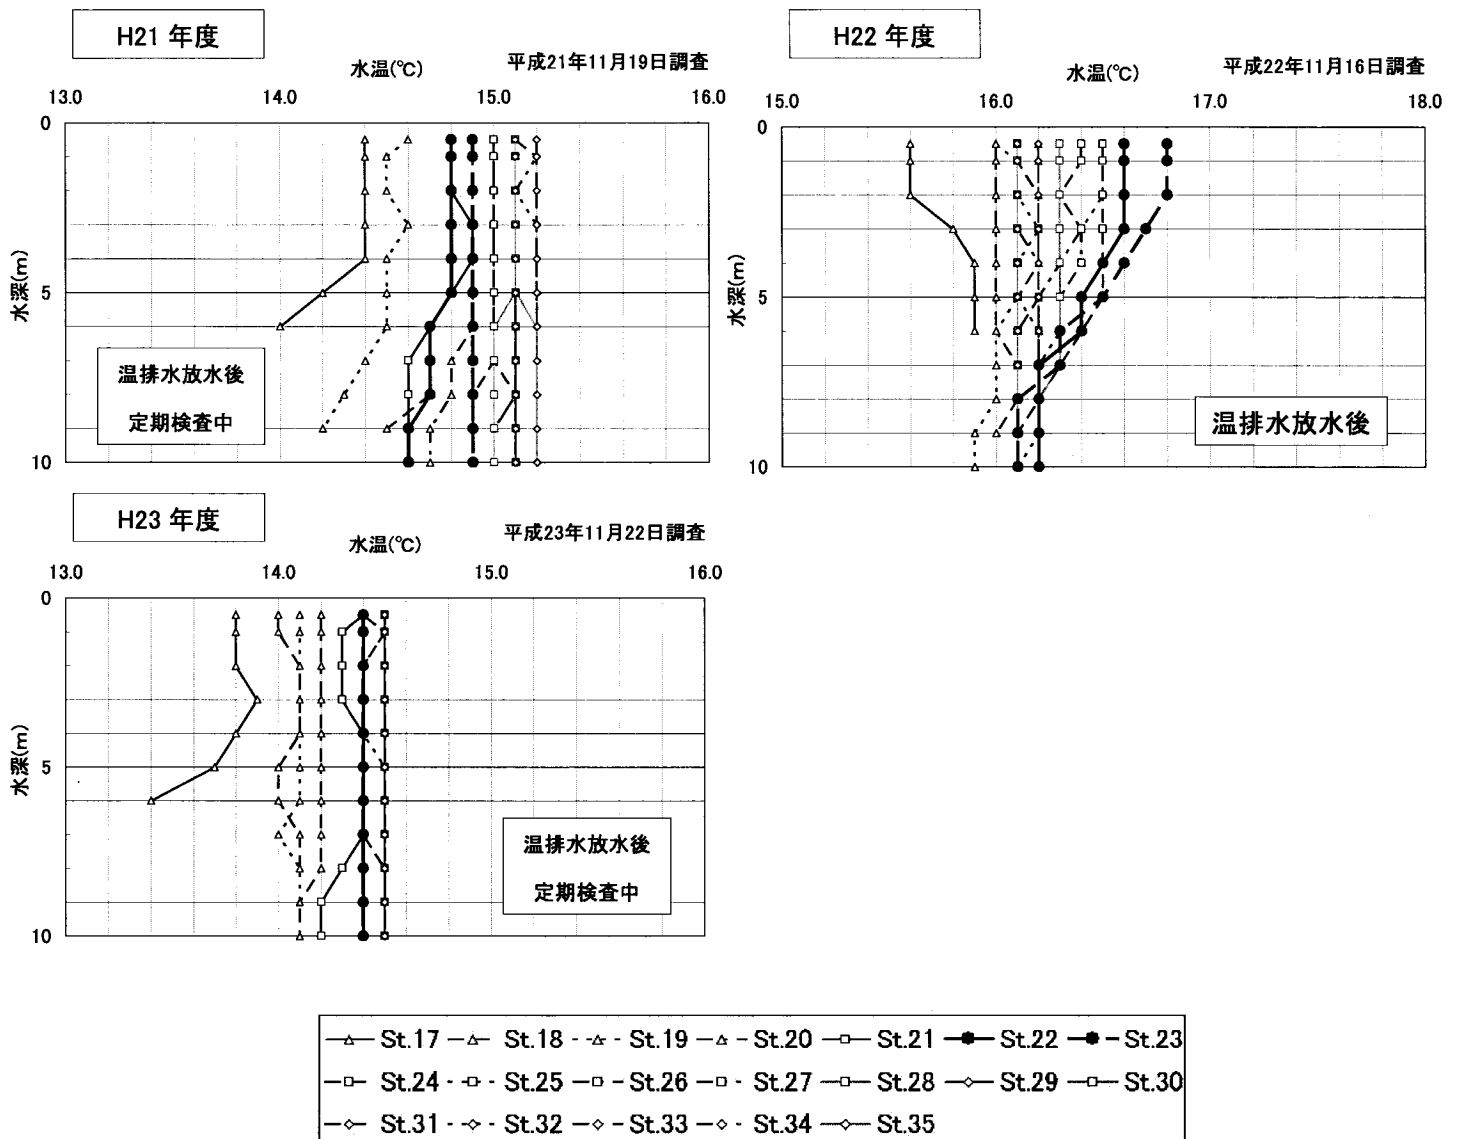 H21 年度
平成21年11月19日調査
水温(℃)
13.0 14.0 15.0 16.0
0
5
10
水深(m)
温排水放水後
定期検査中
H22 年度
平成22年11月16日調査
水温(℃)
15.0 16.0 17.0 18.0
0
5
10
水深(m)
温排水放水後
H23 年度
平成23年11月22日調査
水温(℃)
13.0 14.0 15.0 16.0
0
5
10
水深(m)
温排水放水後
定期検査中
St.17 St.18 St.19 St.20 St.21 St.22 St.23
St.24 St.25 St.26 St.27 St.28 St.29 St.30
St.31 St.32 St.33 St.34 St.35